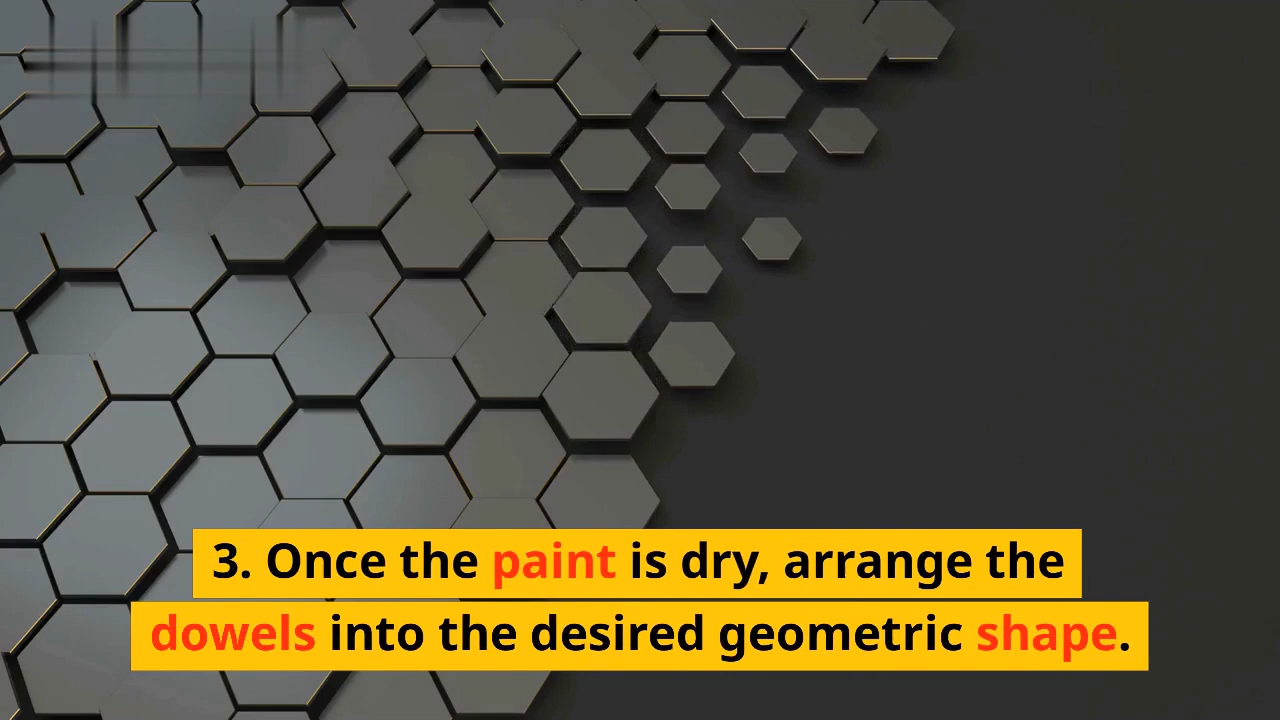 3. Once the paint is dry, arrange the
dowels into the desired geometric shape.